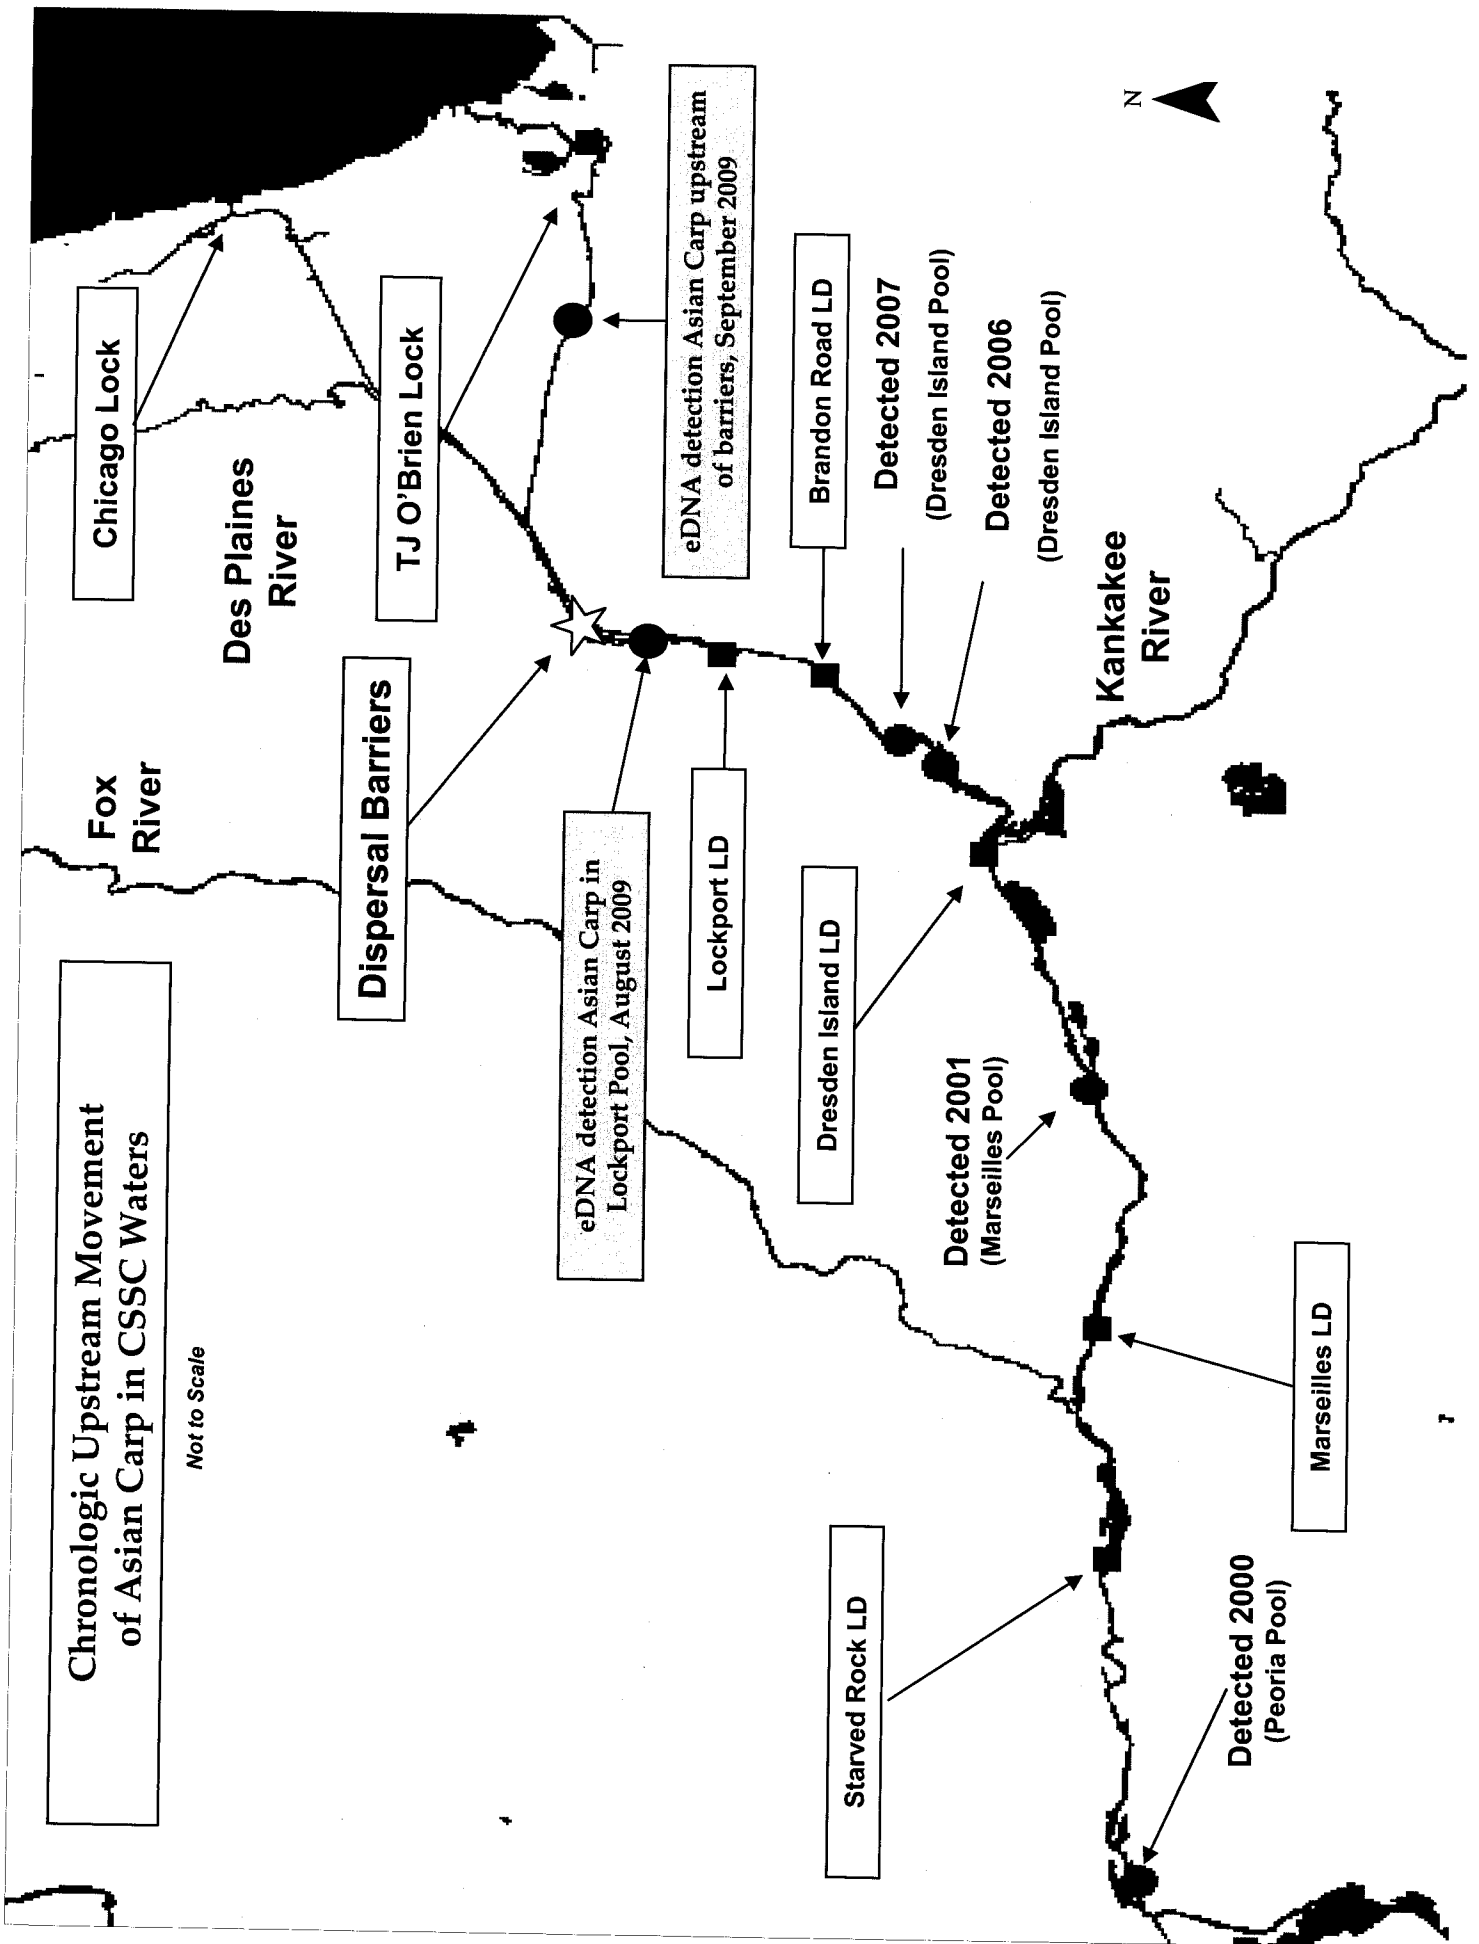 Chronologic Upstream Movement
of Asian Carp in CSSC Waters
Not to Scale
Fox
River
Des Plaines
River
Chicago Lock
Dispersal Barriers
TJ O'Brien Lock
eDNA detection Asian Carp in
Lockport Pool, August 2009
eDNA detection Asian Carp upstream
of barriers, September 2009
Lockport LD
Brandon Road LD
Dresden Island LD
Detected 2007
(Dresden Island Pool)
Detected 2006
(Dresden Island Pool)
Starved Rock LD
Detected 2001
(Marseilles Pool)
Kankakee
River
N
Detected 2000
(Peoria Pool)
Marseilles LD